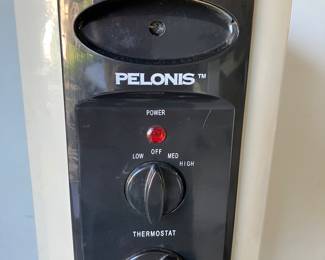 PELONIS™
POWER
OFF
LOW MED
HIGH
THERMOSTAT